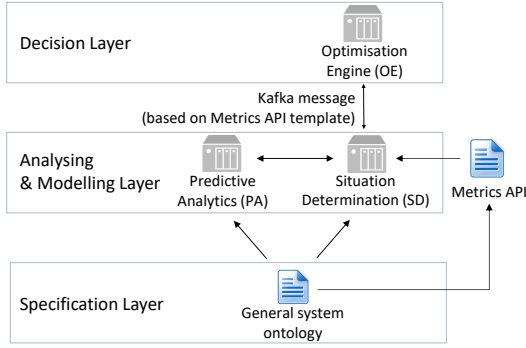 Decision Layer
Optimisation
Engine (OE)
Kafka message
(based on Metrics API template)
Analysing
& Modelling Layer
Predictive
Analytics (PA)
Situation
Determination (SD)
Metrics API
Specification Layer
General system
ontology